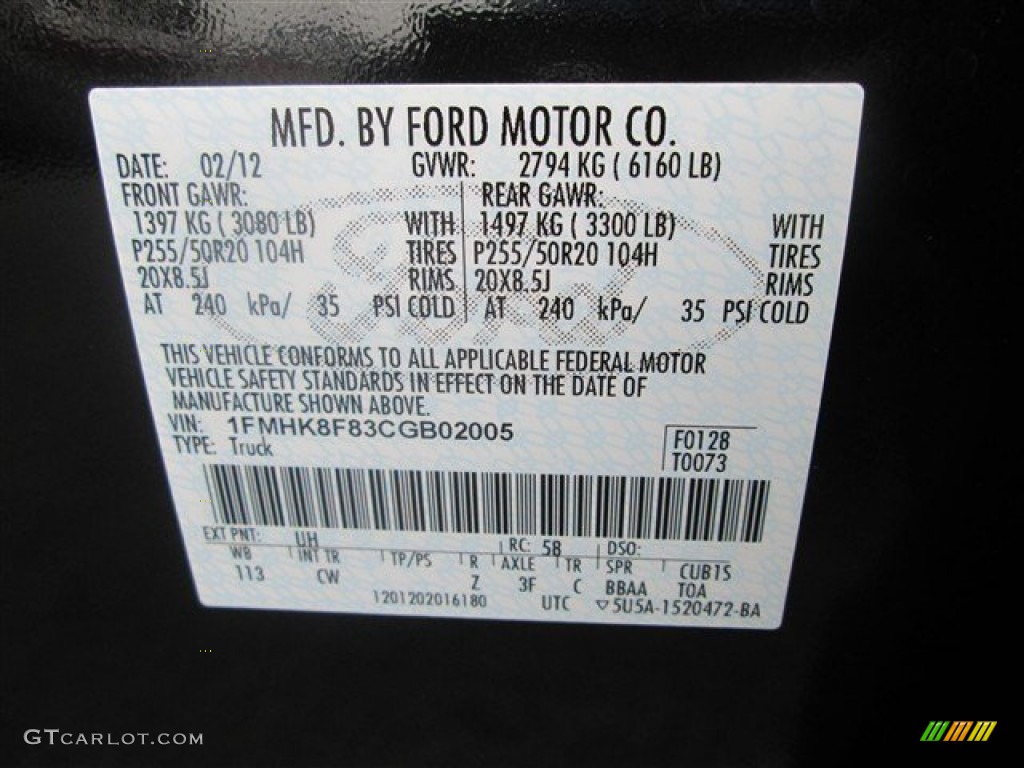 MFD. BY FORD MOTOR CO.
DATE: 02/12 GVWR: 2794 KG ( 6160 LB)
FRONT GAWR: REAR GAWR:
1397 KG ( 3080 LB) WITH 1497 KG ( 3300 LB) WITH
P255/50R20 104H TIRES P255/50R20 104H TIRES
20X8.5J RIMS 20X8.5J RIMS
AT 240 kPa/ 35 PSI COLD AT 240 kPa/ 35 PSI COLD
Ford
THIS VEHICLE CONFORMS TO ALL APPLICABLE FEDERAL MOTOR
VEHICLE SAFETY STANDARDS IN EFFECT ON THE DATE OF
MANUFACTURE SHOWN ABOVE.
VIN: 1FMHK8F83CGB02005
TYPE: Truck
F0128
T0073
EXT PNT: UH RC: 58 DSO:
WB INT TR TP/PS R AXLE TR SPR CUB1S
113 CW Z 3F C BBAA TOA
1201202016180 UTC ▽5U5A-1520472-BA
GTCARLOT.COM